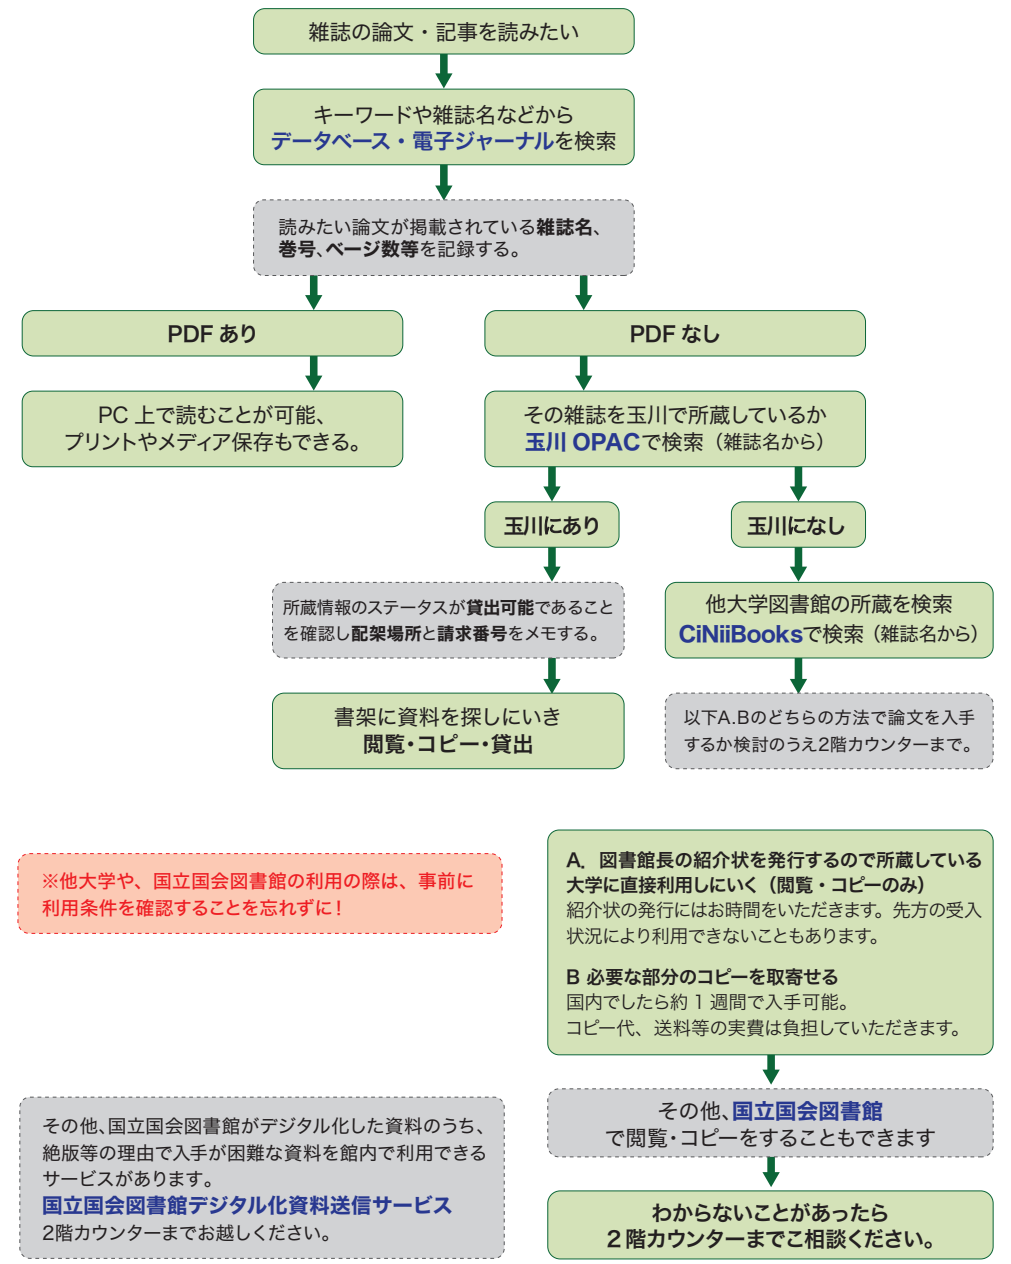 雑誌の論文・記事を読みたい
キーワードや雑誌名などから
データベース・電子ジャーナルを検索
読みたい論文が掲載されている雑誌名、
巻号、ページ数等を記録する。
PDF あり
PDF なし
PC 上で読むことが可能、
プリントやメディア保存もできる。
その雑誌を玉川で所蔵しているか
玉川 OPACで検索（雑誌名から）
玉川にあり
玉川になし
所蔵情報のステータスが貸出可能であること
を確認し配架場所と請求番号をメモする。
他大学図書館の所蔵を検索
CiNiiBooksで検索（雑誌名から）
書架に資料を探しにいき
閲覧・コピー・貸出
以下A.Bのどちらの方法で論文を入手
するか検討のうえ2階カウンターまで。
※他大学や、国立国会図書館の利用の際は、事前に
利用条件を確認することを忘れずに！
A．図書館長の紹介状を発行するので所蔵している
大学に直接利用しにいく（閲覧・コピーのみ）
紹介状の発行にはお時間をいただきます。先方の受入
状況により利用できないこともあります。
B 必要な部分のコピーを取寄せる
国内でしたら約 1 週間で入手可能。
コピー代、送料等の実費は負担していただきます。
その他、国立国会図書館
で閲覧・コピーをすることもできます
その他、国立国会図書館がデジタル化した資料のうち、
絶版等の理由で入手が困難な資料を館内で利用できる
サービスがあります。
国立国会図書館デジタル化資料送信サービス
2階カウンターまでお越しください。
わからないことがあったら
2 階カウンターまでこ相談ください。